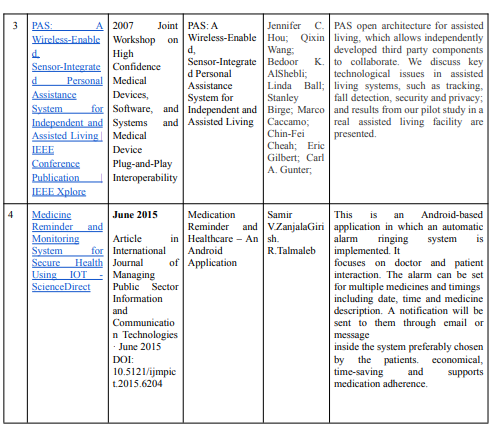 3
PAS: A
Wireless-Enable
d,
Sensor-Integrate
d Personal
Assistance
System for
Independent and
Assisted Living |
IEEE
Conference
Publication |
IEEE Xplore
2007 Joint
Workshop on
High
Confidence
Medical
Devices,
Software, and
Systems and
Medical
Device
Plug-and-Play
Interoperability
PAS: A
Wireless-Enable
d,
Sensor-Integrate
d Personal
Assistance
System for
Independent and
Assisted Living
Jennifer C.
Hou; Qixin
Wang;
Bedoor K.
AlShebli;
Linda Ball;
Stanley
Birge; Marco
Caccamo;
Chin-Fei
Cheah; Eric
Gilbert; Carl
A. Gunter;
PAS open architecture for assisted
living, which allows independently
developed third party components
to collaborate. We discuss key
technological issues in assisted
living systems, such as tracking,
fall detection, security and privacy;
and results from our pilot study in a
real assisted living facility are
presented.
4
Medicine
Reminder and
Monitoring
System for
Secure Health
Using IOT -
ScienceDirect
June 2015
Article in
International
Journal of
Managing
Public Sector
Information
and
Communicatio
n Technologies
· June 2015
DOI:
10.5121/ijmpic
t.2015.6204
Medication
Reminder and
Healthcare – An
Android
Application
Samir
V.ZanjalaGiri
sh.
R.Talmaleb
This is an Android-based
application in which an automatic
alarm ringing system is
implemented. It
focuses on doctor and patient
interaction. The alarm can be set
for multiple medicines and timings
including date, time and medicine
description. A notification will be
sent to them through email or
message
inside the system preferably chosen
by the patients. economical,
time-saving and supports
medication adherence.